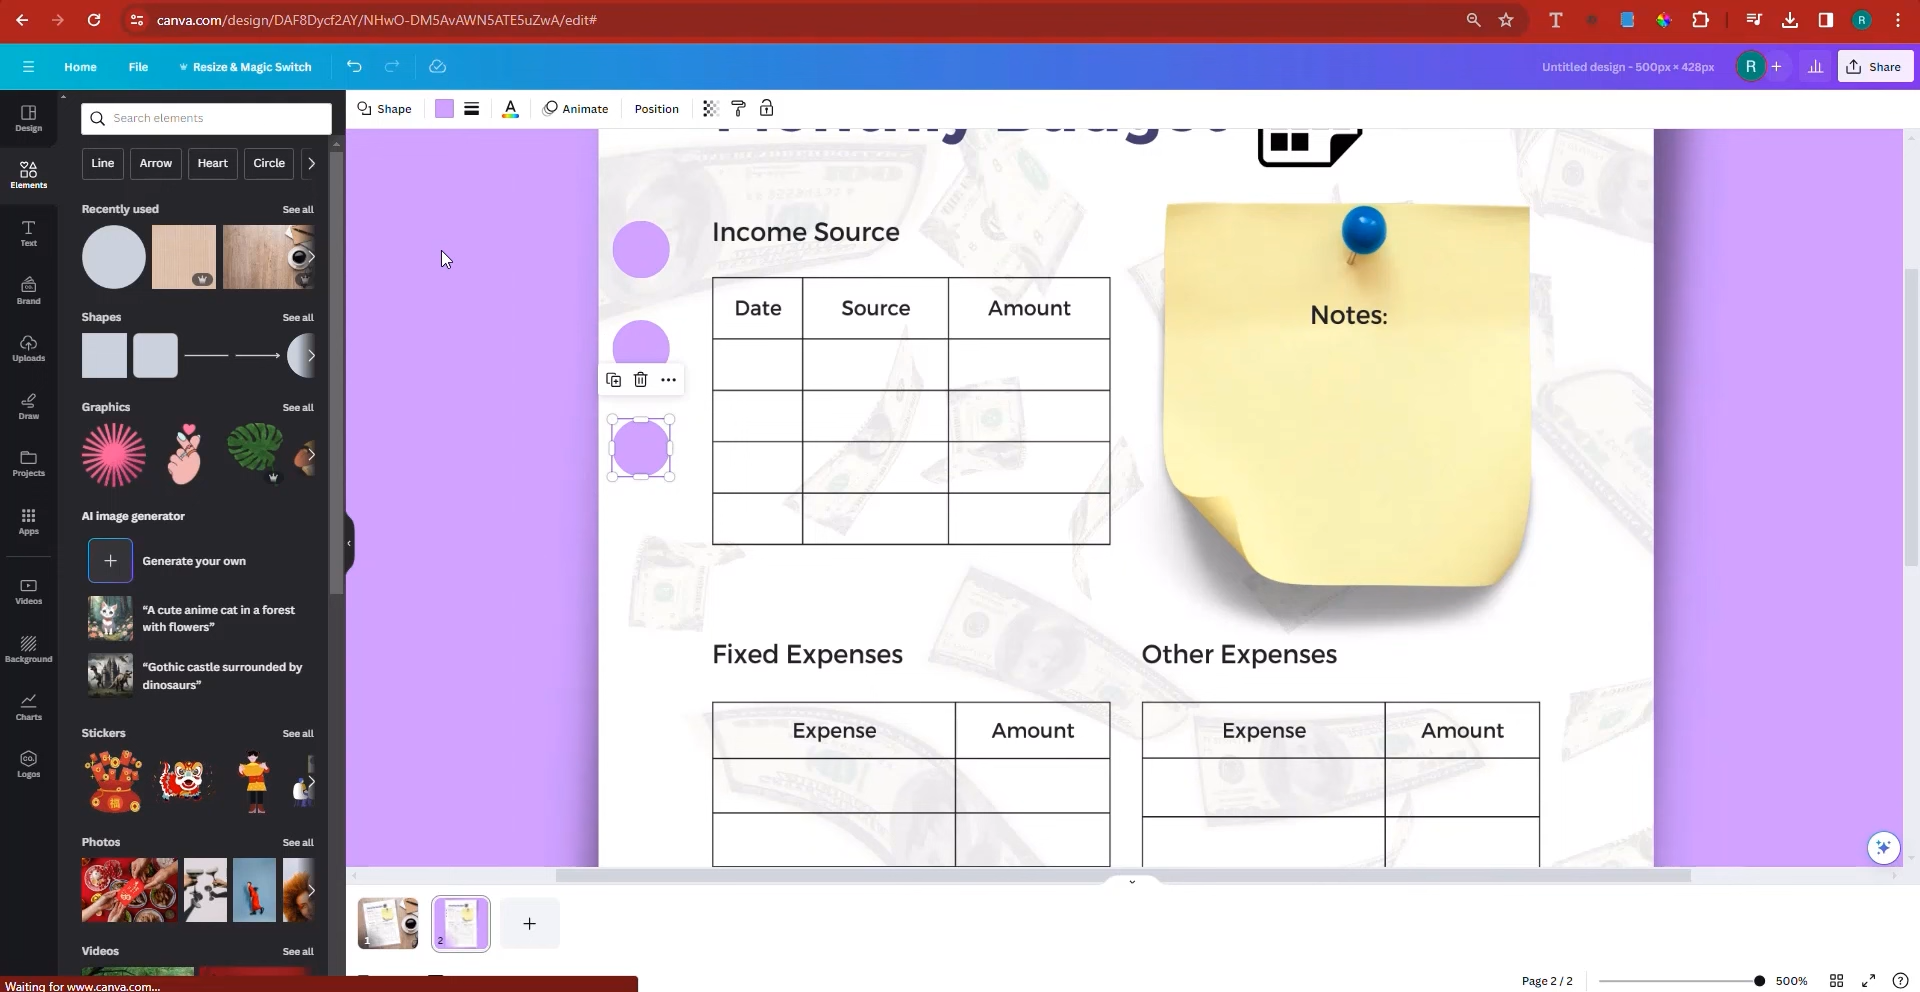 canva.com/design/DAF8Dycf2AY/NHwO-DM5AvAWN5ATE5uZwA/edit#
R
Home
File
Resize & Magic Switch
Untitled design - 500px × 428px
R
Share
Design
Elements
Text
Brand
Uploads
Draw
Projects
Apps
Videos
Background
Charts
Logos
Search elements
Line
Arrow
Heart
Circle
Recently used
See all
Shapes
See all
Graphics
See all
AI image generator
Generate your own
“A cute anime cat in a forest
with flowers”
“Gothic castle surrounded by
dinosaurs”
Stickers
See all
Photos
See all
Videos
See all
Shape
Animate
Position
Monthly Budget
Income Source
Date
Source
Amount
Notes:
Fixed Expenses
Expense
Amount
Other Expenses
Expense
Amount
1
2
Waiting for www.canva.com...
Page 2 / 2
500%